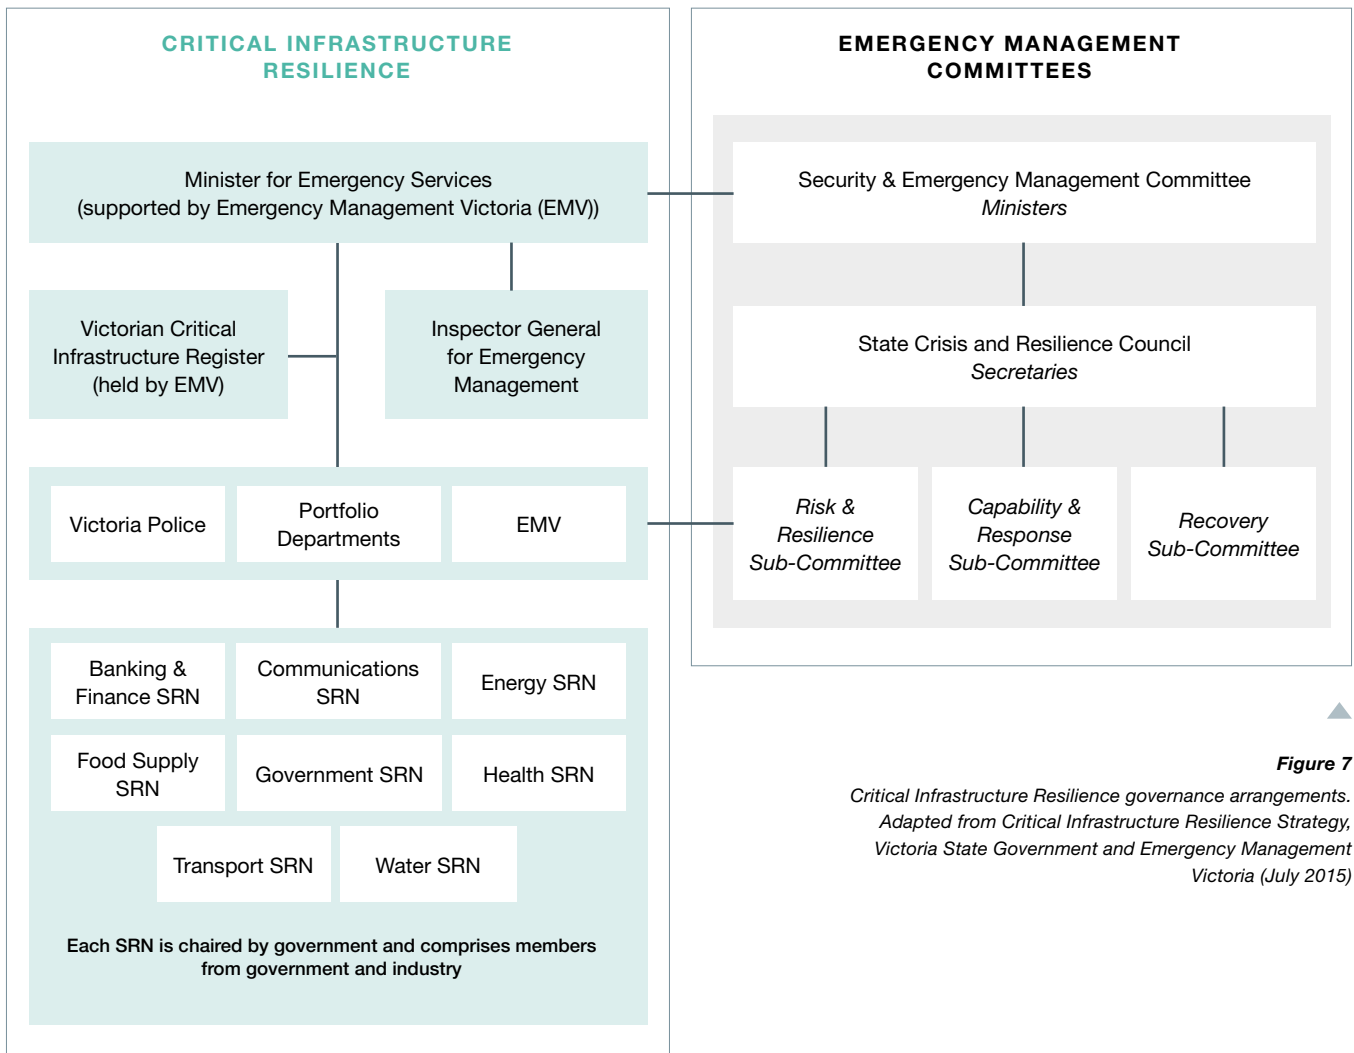 CRITICAL INFRASTRUCTURE
RESILIENCE
Minister for Emergency Services
(supported by Emergency Management Victoria (EMV))
Victorian Critical
Infrastructure Register
(held by EMV)
Inspector General
for Emergency
Management
Victoria Police
Portfolio
Departments
EMV
Banking &
Finance SRN
Communications
SRN
Energy SRN
Food Supply
SRN
Government SRN
Health SRN
Transport SRN
Water SRN
Each SRN is chaired by government and comprises members
from government and industry
EMERGENCY MANAGEMENT
COMMITTEES
Security & Emergency Management Committee
Ministers
State Crisis and Resilience Council
Secretaries
Risk &
Resilience
Sub-Committee
Capability &
Response
Sub-Committee
Recovery
Sub-Committee
Figure 7
Critical Infrastructure Resilience governance arrangements.
Adapted from Critical Infrastructure Resilience Strategy,
Victoria State Government and Emergency Management
Victoria (July 2015)